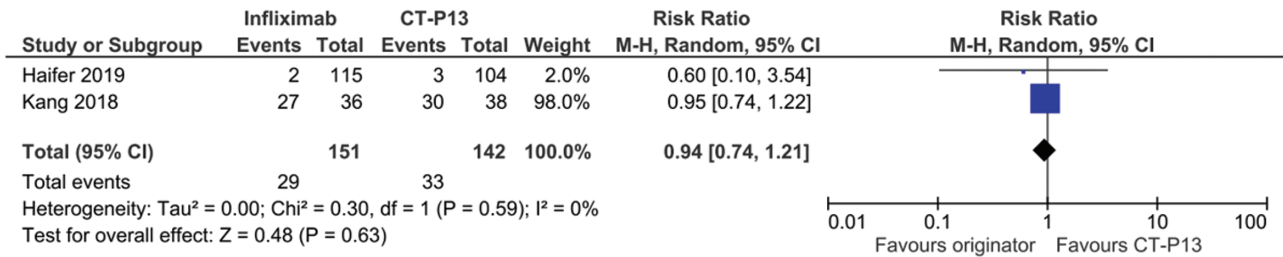 Infliximab CT-P13 Risk Ratio Risk Ratio
Study or Subgroup Events Total Events Total Weight M-H, Random, 95% CI M-H, Random, 95% CI
Haifer 2019 2 115 3 104 2.0% 0.60 [0.10, 3.54]
Kang 2018 27 36 30 38 98.0% 0.95 [0.74, 1.22]
Total (95% CI) 151 142 100.0% 0.94 [0.74, 1.21]
Total events 29 33
Heterogeneity: Tau² = 0.00; Chi² = 0.30, df = 1 (P = 0.59); I² = 0%
Test for overall effect: Z = 0.48 (P = 0.63)
0.01 0.1 1 10 100
Favours originator Favours CT-P13